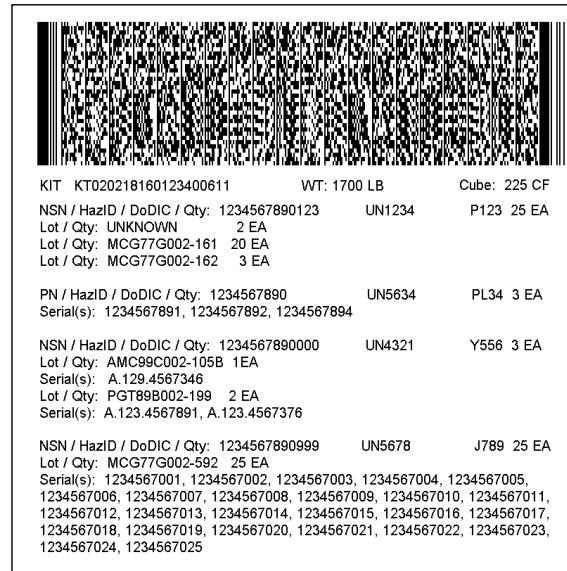 KIT KT020218160123400611 WT: 1700 LB Cube: 225 CF
NSN / HazID / DoDIC / Qty: 1234567890123 UN1234 P123 25 EA
Lot / Qty: UNKNOWN 2 EA
Lot / Qty: MCG77G002-161 20 EA
Lot / Qty: MCG77G002-162 3 EA
PN / HazID / DoDIC / Qty: 1234567890 UN5634 PL34 3 EA
Serial(s): 1234567891, 1234567892, 1234567894
NSN / HazID / DoDIC / Qty: 1234567890000 UN4321 Y556 3 EA
Lot / Qty: AMC99C002-105B 1EA
Serial(s): A.129.4567346
Lot / Qty: PGT89B002-199 2 EA
Serial(s): A.123.4567891, A.123.4567376
NSN / HazID / DoDIC / Qty: 1234567890999 UN5678 J789 25 EA
Lot / Qty: MCG77G002-592 25 EA
Serial(s): 1234567001, 1234567002, 1234567003, 1234567004, 1234567005,
1234567006, 1234567007, 1234567008, 1234567009, 1234567010, 1234567011,
1234567012, 1234567013, 1234567014, 1234567015, 1234567016, 1234567017,
1234567018, 1234567019, 1234567020, 1234567021, 1234567022, 1234567023,
1234567024, 1234567025